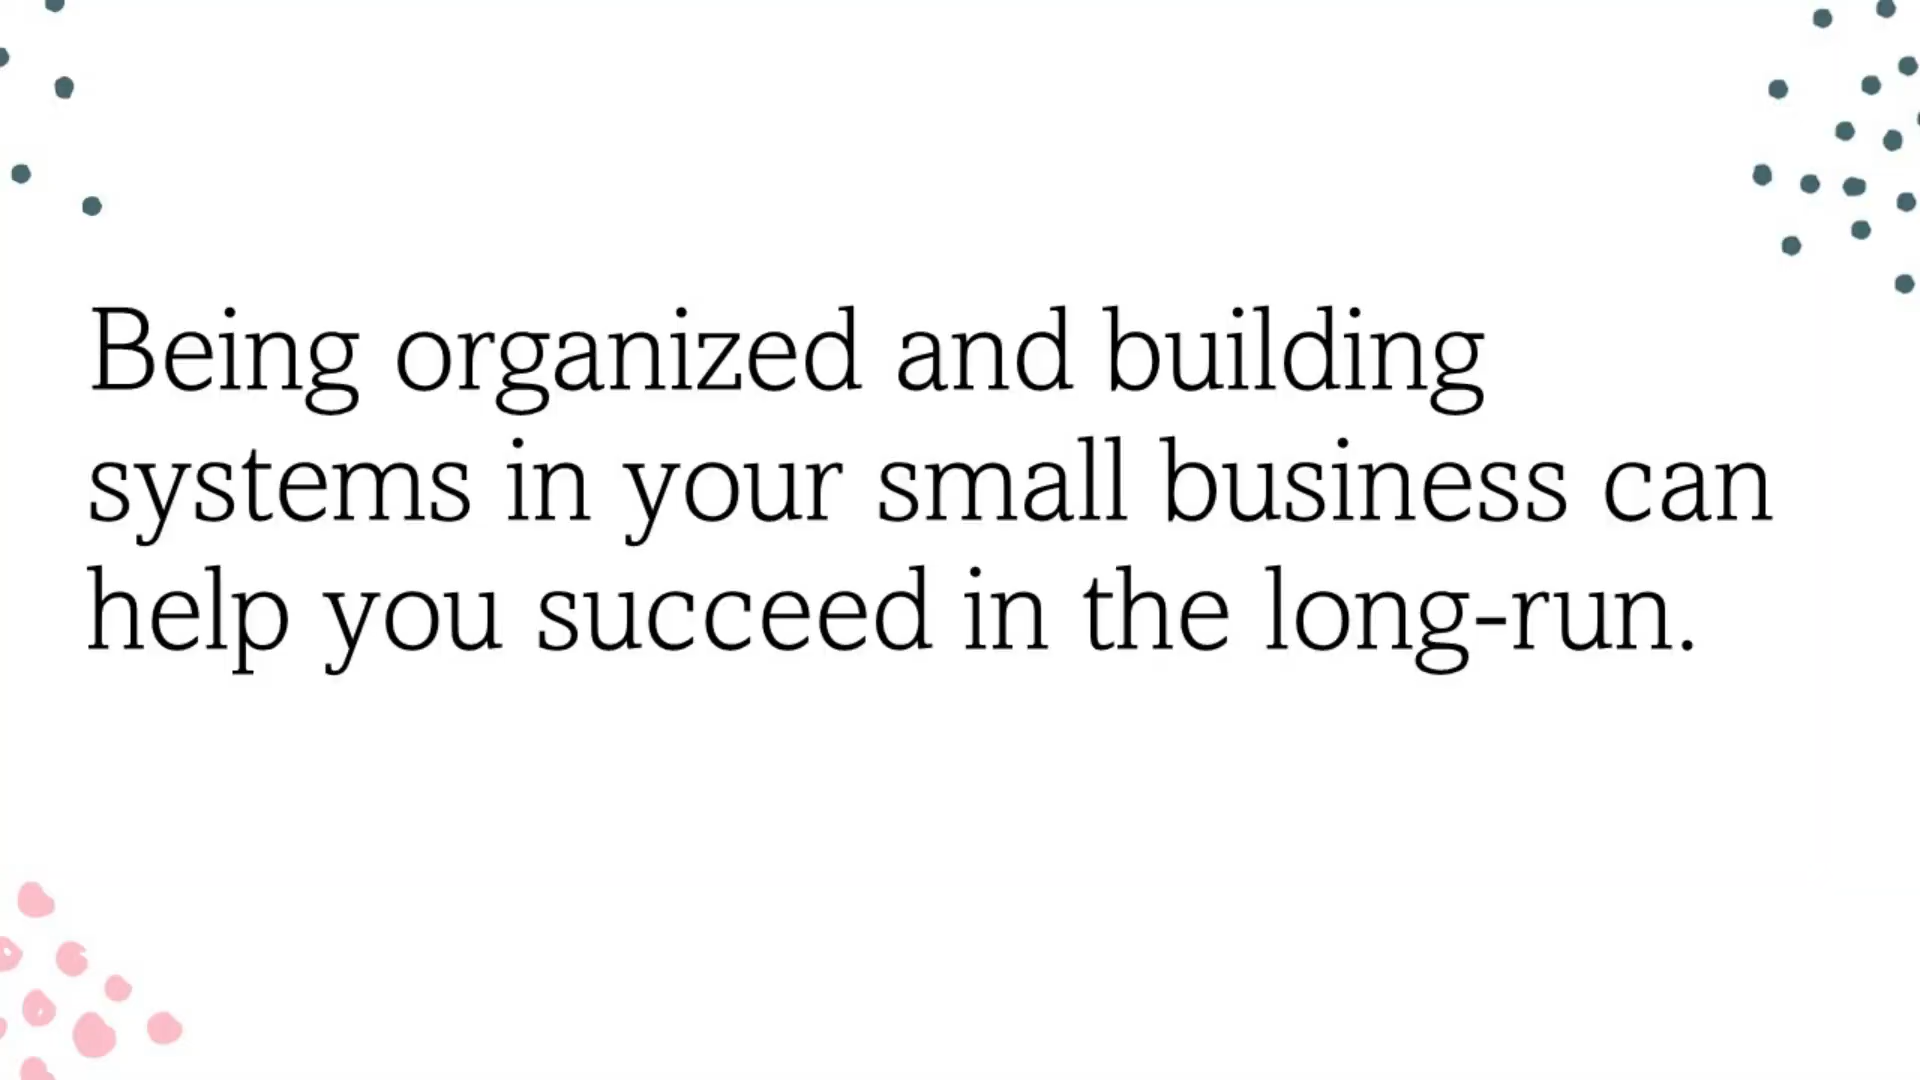 Being organized and building
systems in your small business can
help you succeed in the long-run.